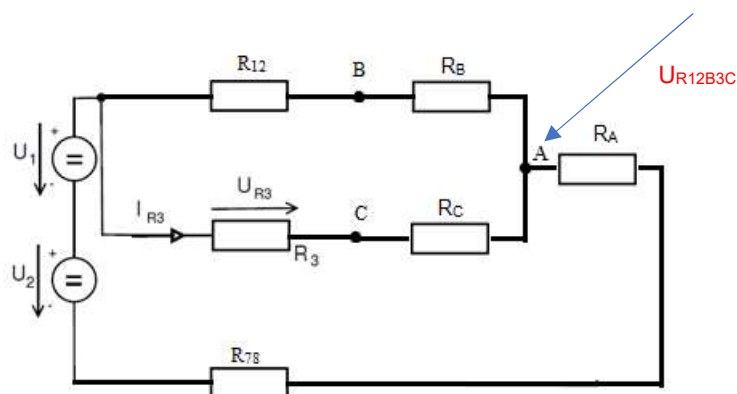 R12
B
RB
UR12B3C
A
RA
+
U1
-
UR3
C
RC
IR3
R3
+
U2
-
R78